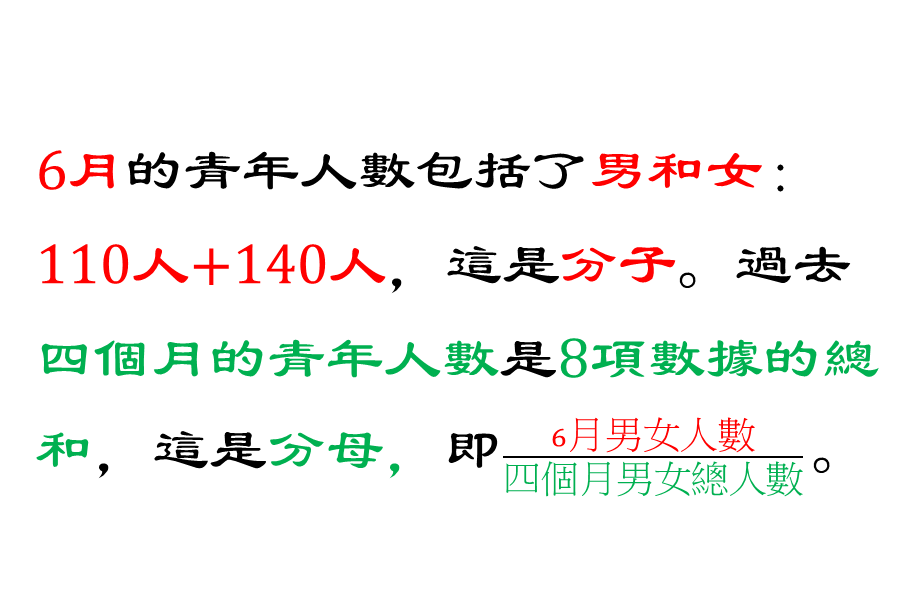 6月的青年人數包括了男和女：
110人+140人，這是分子。過去
四個月的青年人數是8項數據的總
和，這是分母，即6月男女人數/四個月男女總人數。